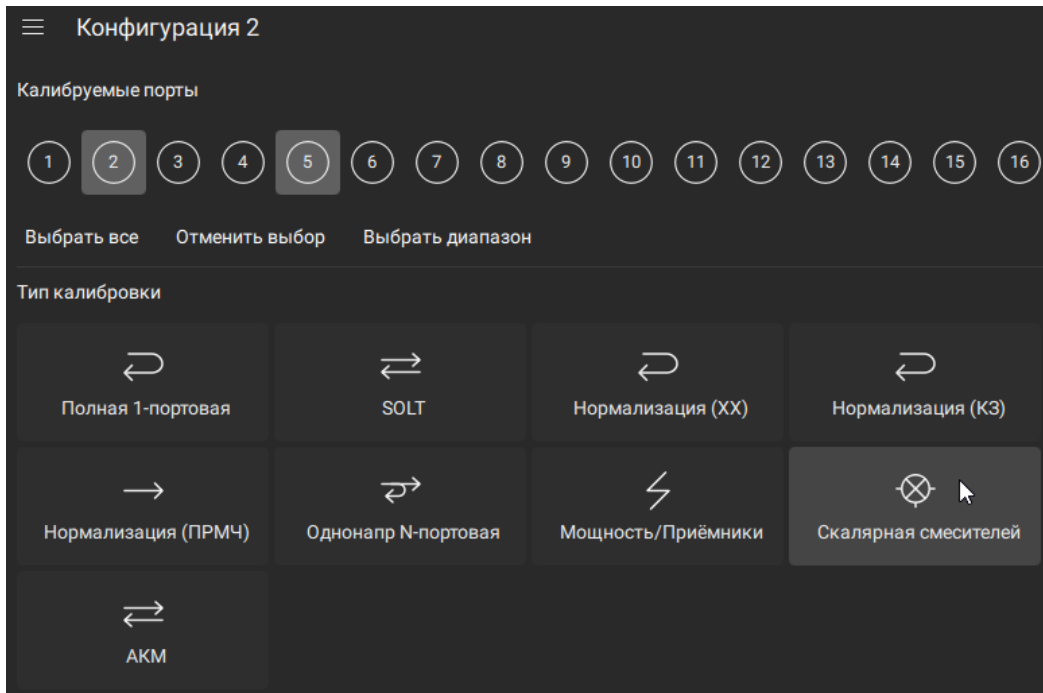 Конфигурация 2
Калибруемые порты
1 2 3 4 5 6 7 8 9 10 11 12 13 14 15 16
Выбрать все Отменить выбор Выбрать диапазон
Тип калибровки
Полная 1-портовая SOLT Нормализация (ХХ) Нормализация (КЗ)
Нормализация (ПРМЧ) Однонапр N-портовая Мощность/Приёмники Скалярная смесителей
АКМ